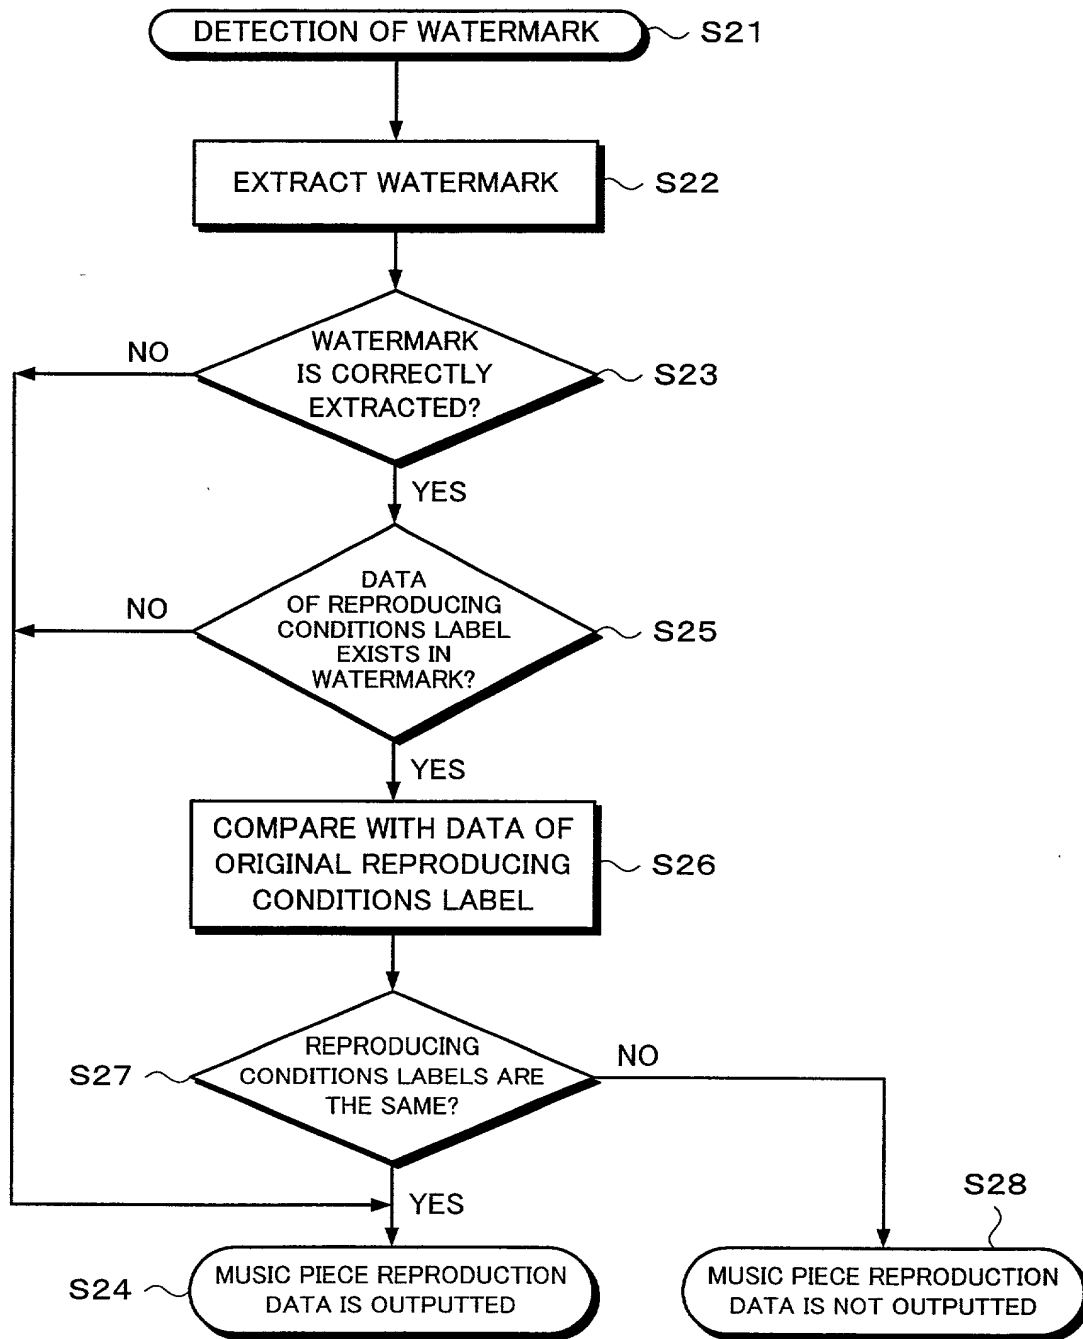 DETECTION OF WATERMARK
S21
EXTRACT WATERMARK
S22
WATERMARK
IS CORRECTLY
EXTRACTED?
S23
NO
YES
DATA
OF REPRODUCING
CONDITIONS LABEL
EXISTS IN
WATERMARK?
S25
NO
YES
COMPARE WITH DATA OF
ORIGINAL REPRODUCING
CONDITIONS LABEL
S26
REPRODUCING
CONDITIONS LABELS ARE
THE SAME?
S27
NO
YES
S28
S24
MUSIC PIECE REPRODUCTION
DATA IS OUTPUTTED
MUSIC PIECE REPRODUCTION
DATA IS NOT OUTPUTTED